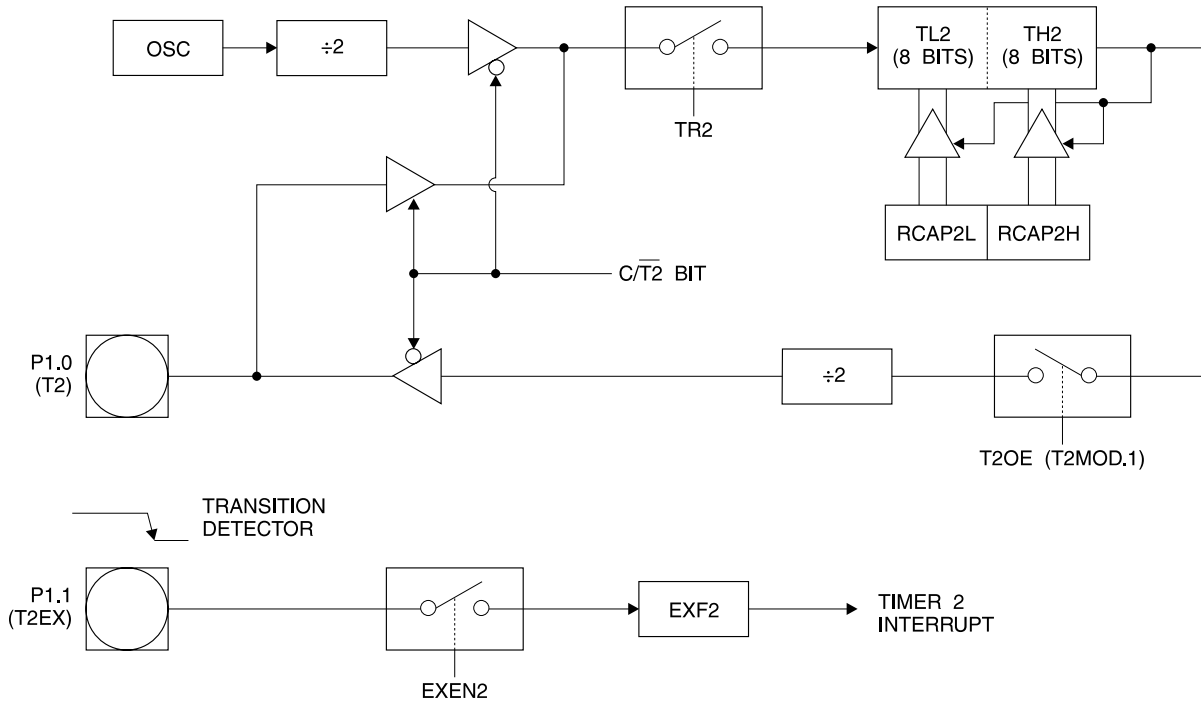 OSC
÷2
TR2
TL2
(8 BITS)
TH2
(8 BITS)
RCAP2L
RCAP2H
C/T2 BIT
P1.0
(T2)
÷2
T2OE (T2MOD.1)
TRANSITION
DETECTOR
P1.1
(T2EX)
EXEN2
EXF2
TIMER 2
INTERRUPT